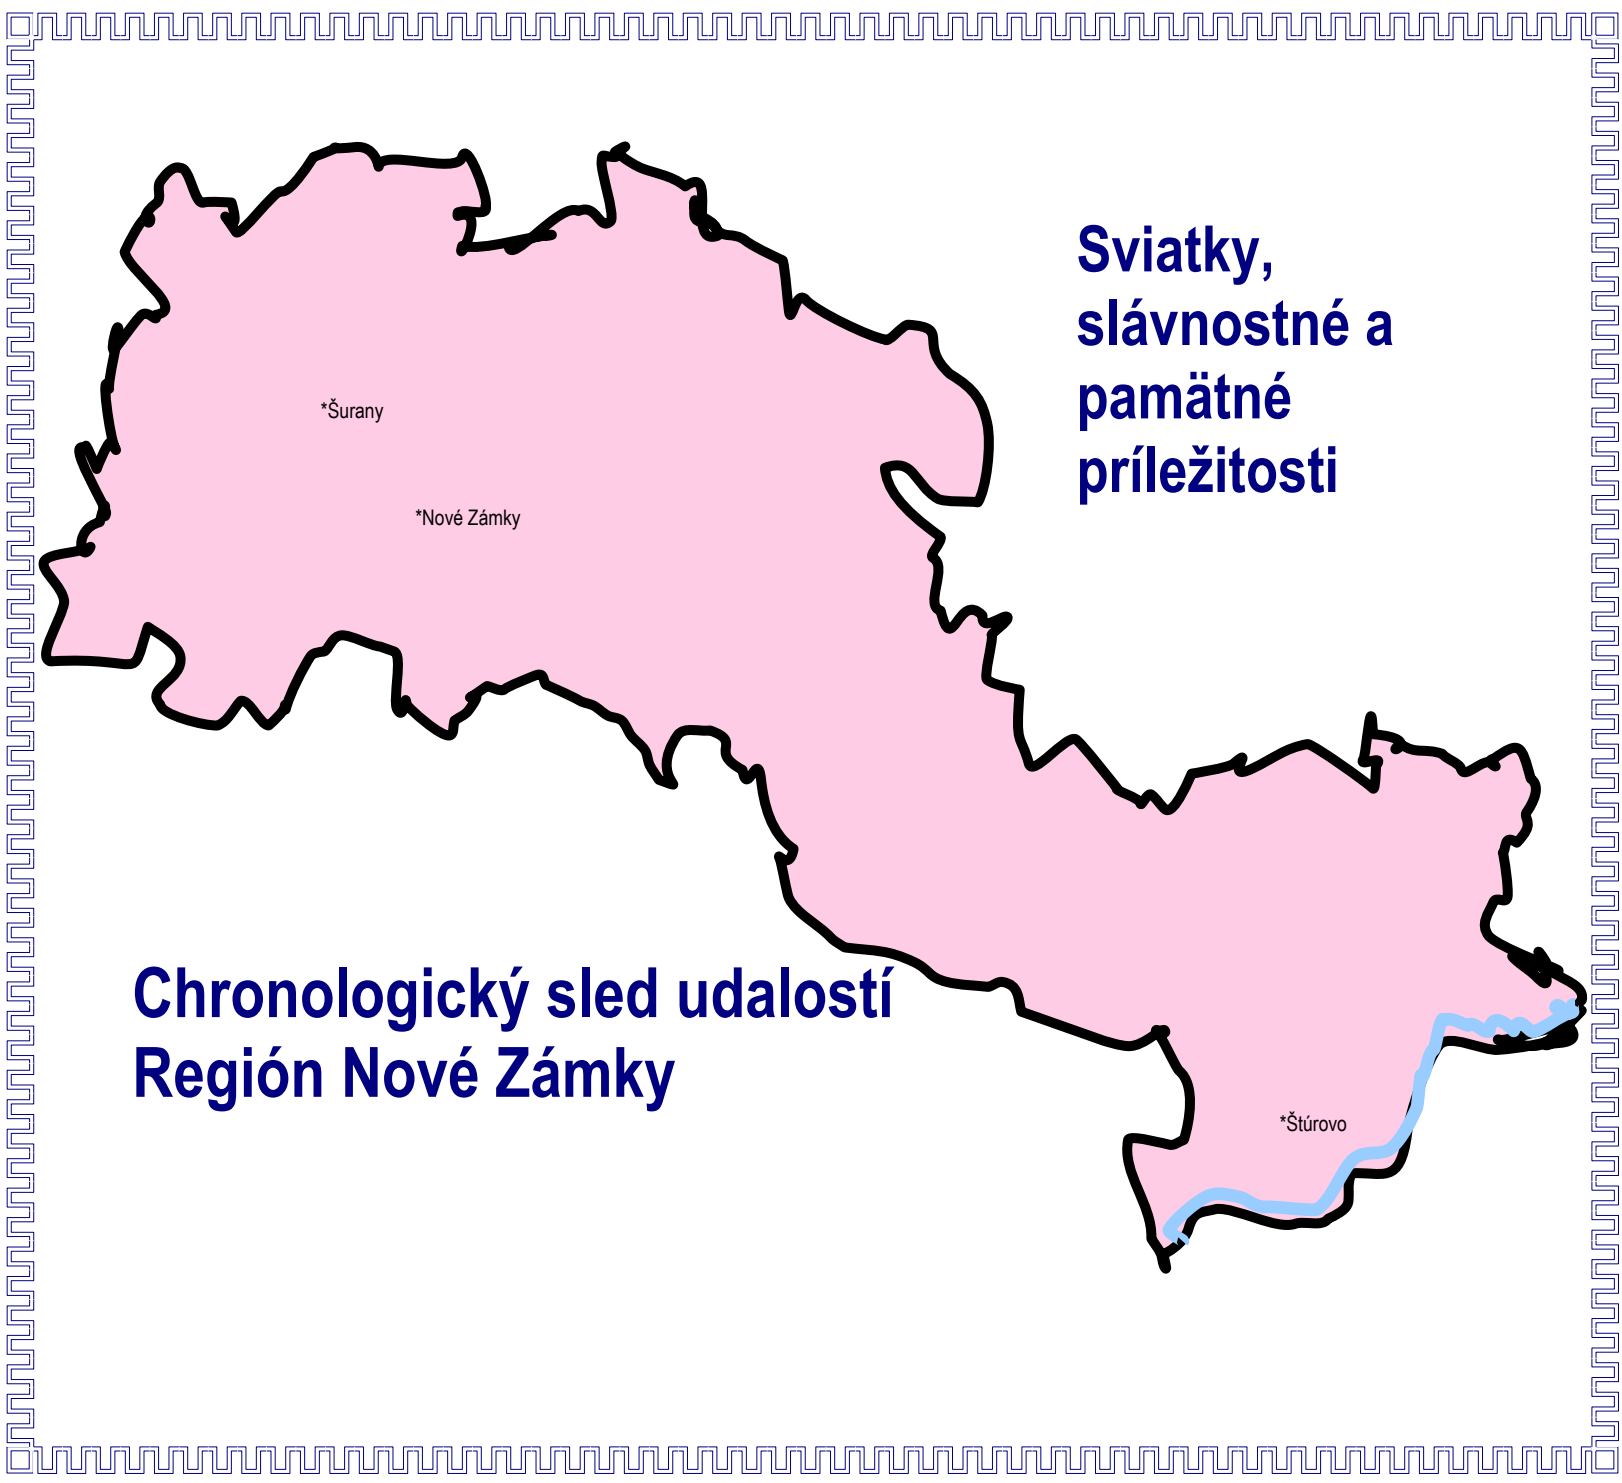 Sviatky,
slávnostné a
pamätné
príležitosti
*Šurany
*Nové Zámky
Chronologický sled udalostí
Región Nové Zámky
*Štúrovo